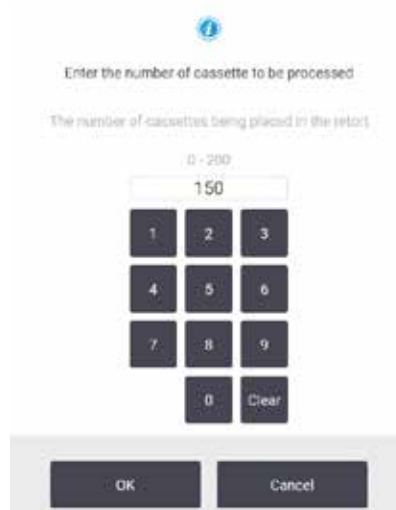 Enter the number of cassette to be processed
The number of cassettes being placed in the retort
0 - 200
150
1 2 3
4 5 6
7 8 9
0 Clear
OK Cancel